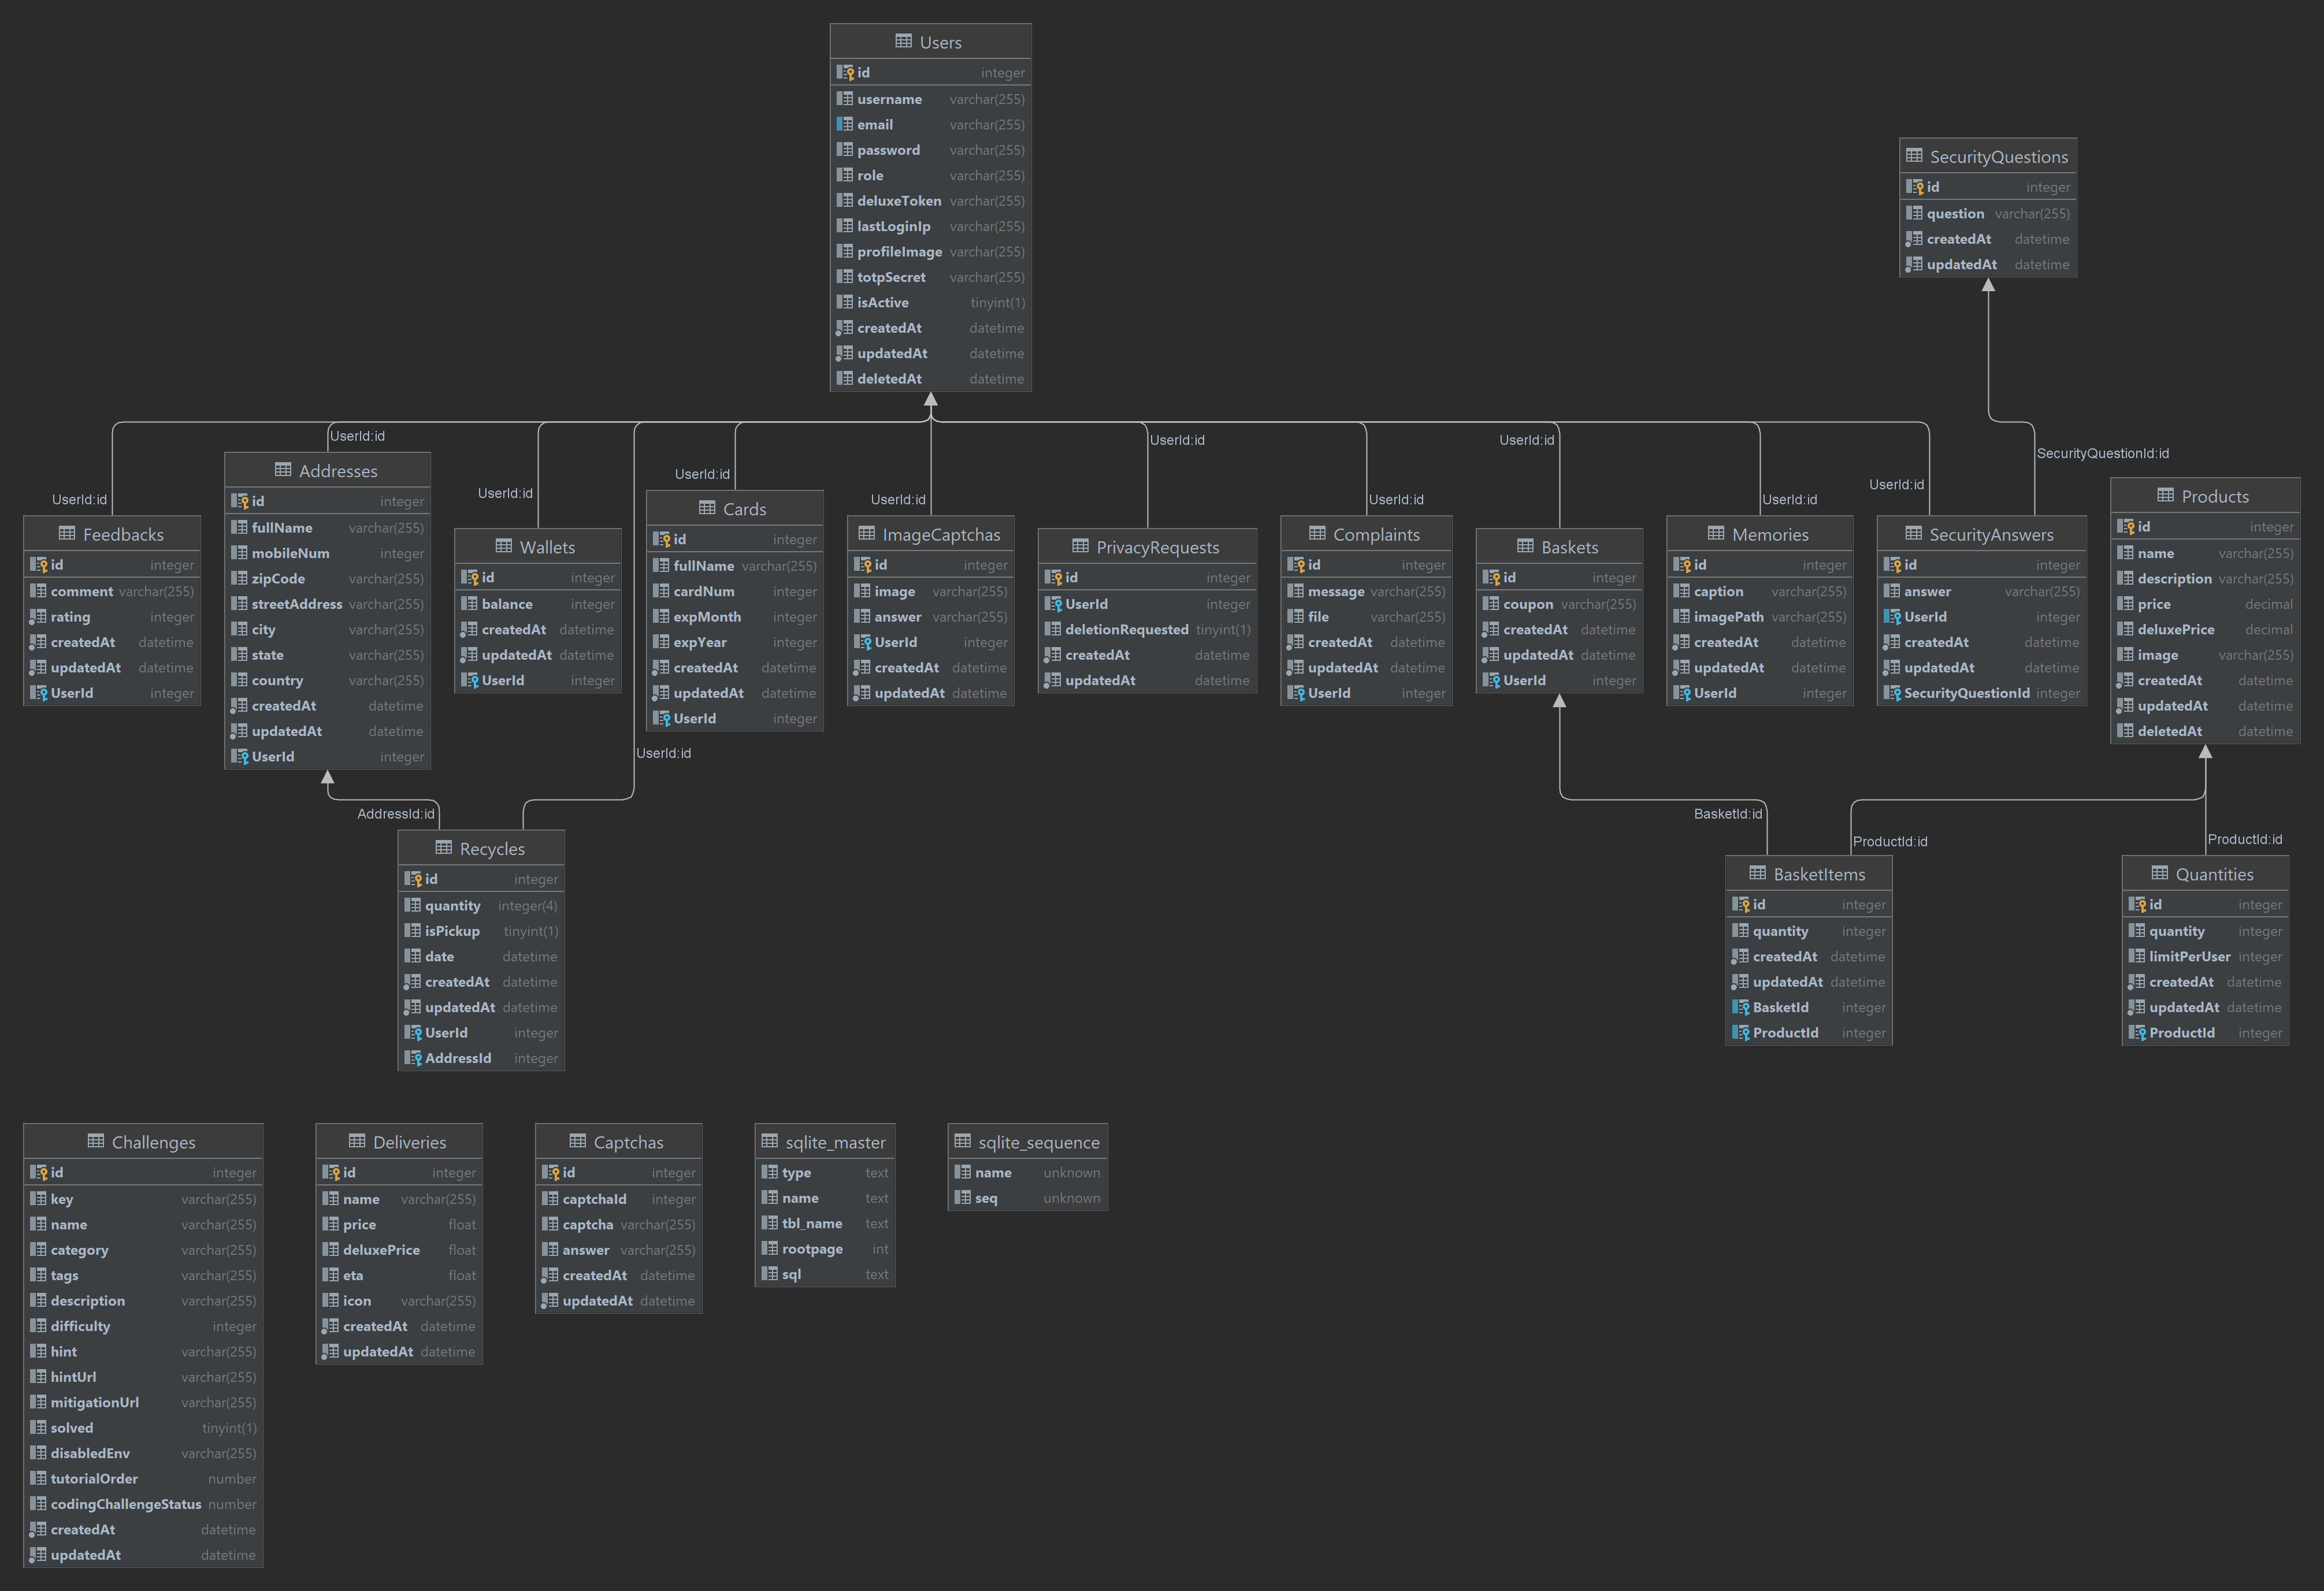 Users
id integer
username varchar(255)
email varchar(255)
password varchar(255)
role varchar(255)
deluxeToken varchar(255)
lastLoginIp varchar(255)
profileImage varchar(255)
totpSecret varchar(255)
isActive tinyint(1)
createdAt datetime
updatedAt datetime
deletedAt datetime
SecurityQuestions
id integer
question varchar(255)
createdAt datetime
updatedAt datetime
UserId:id
UserId:id
UserId:id
UserId:id
UserId:id
UserId:id
UserId:id
UserId:id
UserId:id
UserId:id
SecurityQuestionId:id
Feedbacks
id integer
comment varchar(255)
rating integer
createdAt datetime
updatedAt datetime
UserId integer
Addresses
id integer
fullName varchar(255)
mobileNum integer
zipCode varchar(255)
streetAddress varchar(255)
city varchar(255)
state varchar(255)
country varchar(255)
createdAt datetime
updatedAt datetime
UserId integer
Wallets
id integer
balance integer
createdAt datetime
updatedAt datetime
UserId integer
Cards
id integer
fullName varchar(255)
cardNum integer
expMonth integer
expYear integer
createdAt datetime
updatedAt datetime
UserId integer
ImageCaptchas
id integer
image varchar(255)
answer varchar(255)
UserId integer
createdAt datetime
updatedAt datetime
PrivacyRequests
id integer
UserId integer
deletionRequested tinyint(1)
createdAt datetime
updatedAt datetime
Complaints
id integer
message varchar(255)
file varchar(255)
createdAt datetime
updatedAt datetime
UserId integer
Baskets
id integer
coupon varchar(255)
createdAt datetime
updatedAt datetime
UserId integer
Memories
id integer
caption varchar(255)
imagePath varchar(255)
createdAt datetime
updatedAt datetime
UserId integer
SecurityAnswers
id integer
answer varchar(255)
UserId integer
createdAt datetime
updatedAt datetime
SecurityQuestionId integer
Products
id integer
name varchar(255)
description varchar(255)
price decimal
deluxePrice decimal
image varchar(255)
createdAt datetime
updatedAt datetime
deletedAt datetime
UserId:id
AddressId:id
BasketId:id
ProductId:id
ProductId:id
Recycles
id integer
quantity integer(4)
isPickup tinyint(1)
date datetime
createdAt datetime
updatedAt datetime
UserId integer
AddressId integer
BasketItems
id integer
quantity integer
createdAt datetime
updatedAt datetime
BasketId integer
ProductId integer
Quantities
id integer
quantity integer
limitPerUser integer
createdAt datetime
updatedAt datetime
ProductId integer
Challenges
id integer
key varchar(255)
name varchar(255)
category varchar(255)
tags varchar(255)
description varchar(255)
difficulty integer
hint varchar(255)
hintUrl varchar(255)
mitigationUrl varchar(255)
solved tinyint(1)
disabledEnv varchar(255)
tutorialOrder number
codingChallengeStatus number
createdAt datetime
updatedAt datetime
Deliveries
id integer
name varchar(255)
price float
deluxePrice float
eta float
icon varchar(255)
createdAt datetime
updatedAt datetime
Captchas
id integer
captchaId integer
captcha varchar(255)
answer varchar(255)
createdAt datetime
updatedAt datetime
sqlite_master
type text
name text
tbl_name text
rootpage int
sql text
sqlite_sequence
name unknown
seq unknown